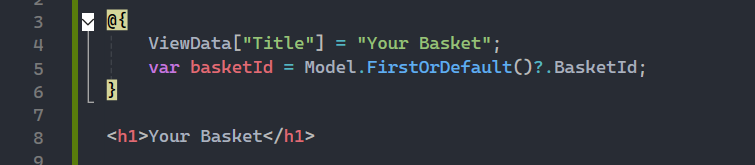 3 @{
4 ViewData["Title"] = "Your Basket";
5 var basketId = Model.FirstOrDefault()?.BasketId;
6 }
7
8 <h1>Your Basket</h1>